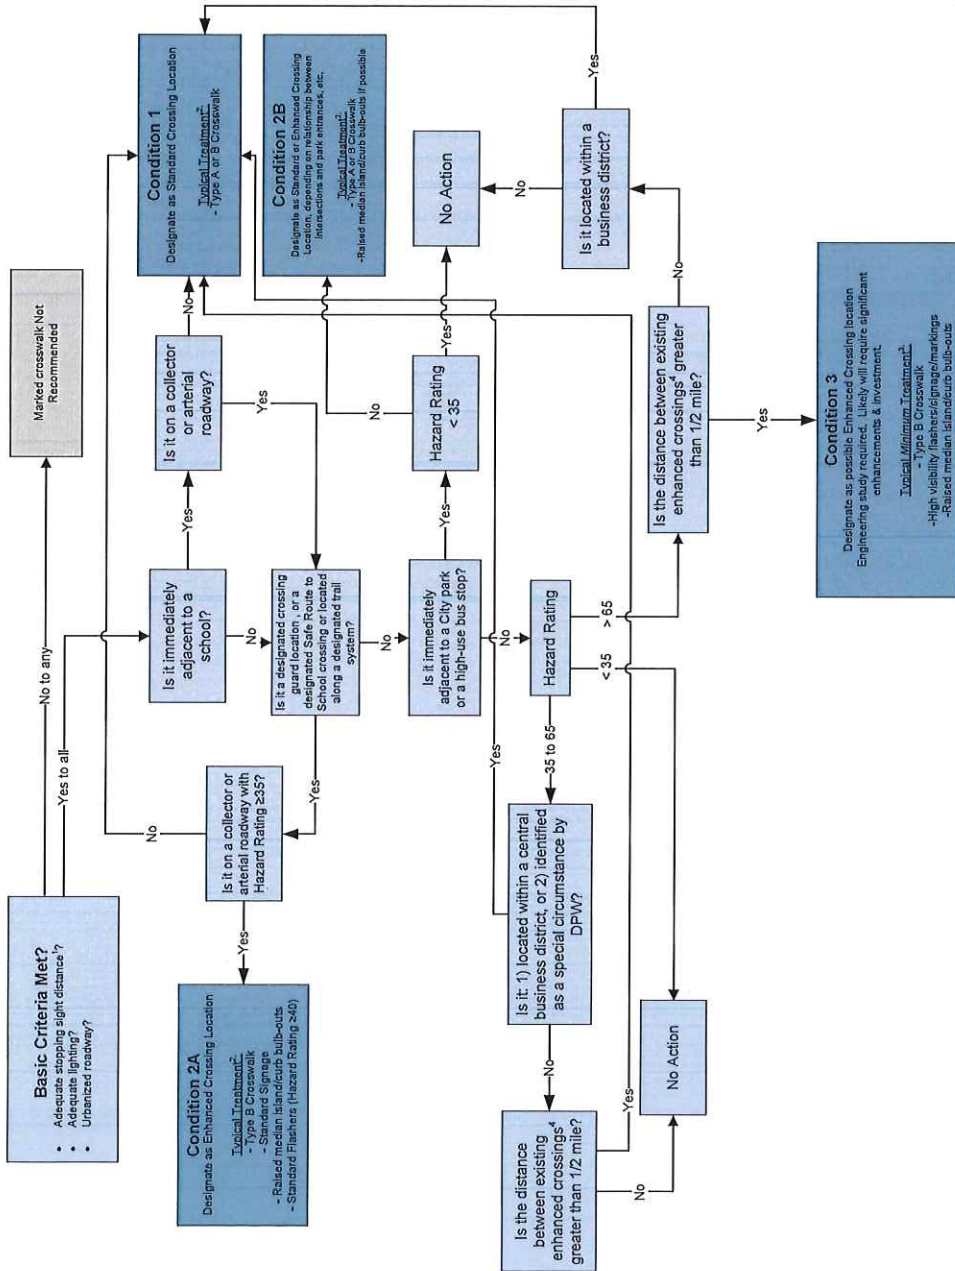 Basic Criteria Met?
• Adequate stopping sight distance¹?
• Adequate lighting?
• Urbanized roadway?
No to any
Yes to all
Marked crosswalk Not
Recommended
Is it immediately
adjacent to a
school?
Yes
No
Is it on a collector
or arterial
roadway?
No
Yes
Condition 1
Designate as Standard Crossing Location
Typical Treatment²:
- Type A or B Crosswalk
Is it a designated crossing
guard location , or a
designated Safe Route to
School crossing or located
along a designated trail
system?
Yes
No
Is it on a collector or
arterial roadway with
Hazard Rating ≥35?
No
Yes
Condition 2A
Designate as Enhanced Crossing Location
Typical Treatment²:
- Type B Crosswalk
- Standard Signage
- Raised median island/curb bulb-outs
- Standard Flashers (Hazard Rating ≥40)
Is it immediately
adjacent to a City park
or a high-use bus stop?
Yes
No
Hazard Rating
< 35
No
Yes
Condition 2B
Designate as Standard or Enhanced Crossing
Location, depending on relationship between
intersections and park entrances, etc.
Typical Treatment²:
- Type A or B Crosswalk
-Raised median island/curb bulb-outs if possible
No Action
Hazard Rating
35 to 65
< 35
> 65
Is it: 1) located within a central
business district, or 2) identified
as a special circumstance by
DPW?
Yes
No
Is the distance
between existing
enhanced crossings⁴
greater than 1/2 mile?
Yes
No
No Action
Is the distance between existing
enhanced crossings⁴ greater
than 1/2 mile?
No
Yes
Is it located within a
business district?
No
Yes
Condition 3
Designate as possible Enhanced Crossing location
Engineering study required. Likely will require significant
enhancements & investment.
Typical Minimum Treatment²:
- Type B Crosswalk
-High visibility flashers/signage/markings
-Raised median island/curb bulb-outs